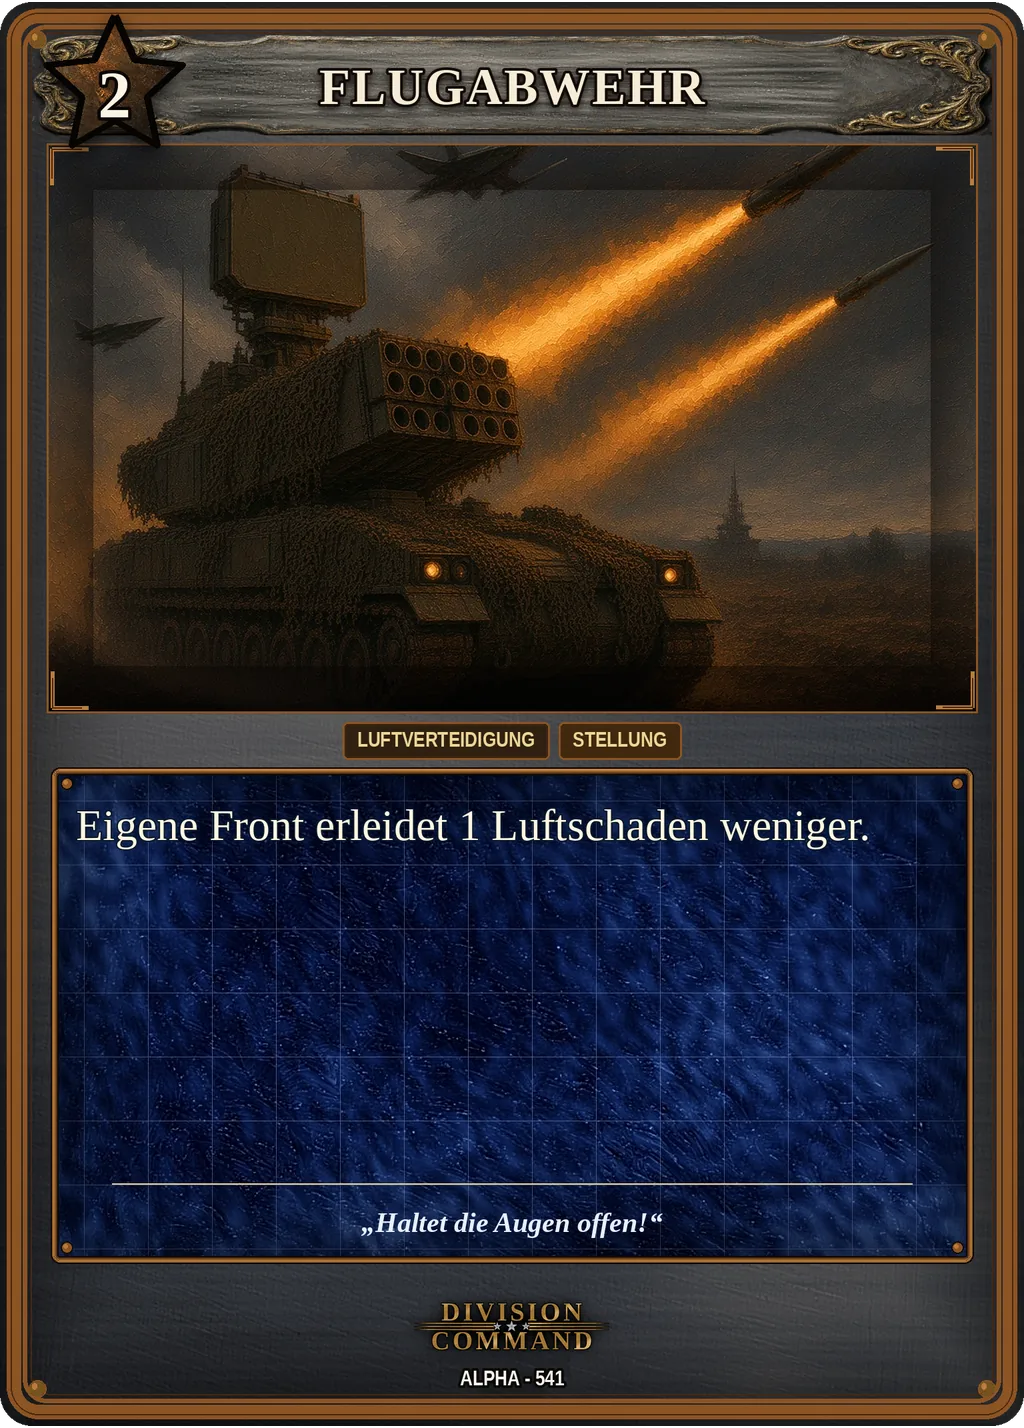 2
FLUGABWEHR
LUFTVERTEIDIGUNG STELLUNG
Eigene Front erleidet 1 Luftschaden weniger.
„Haltet die Augen offen!“
DIVISION
COMMAND
ALPHA - 541